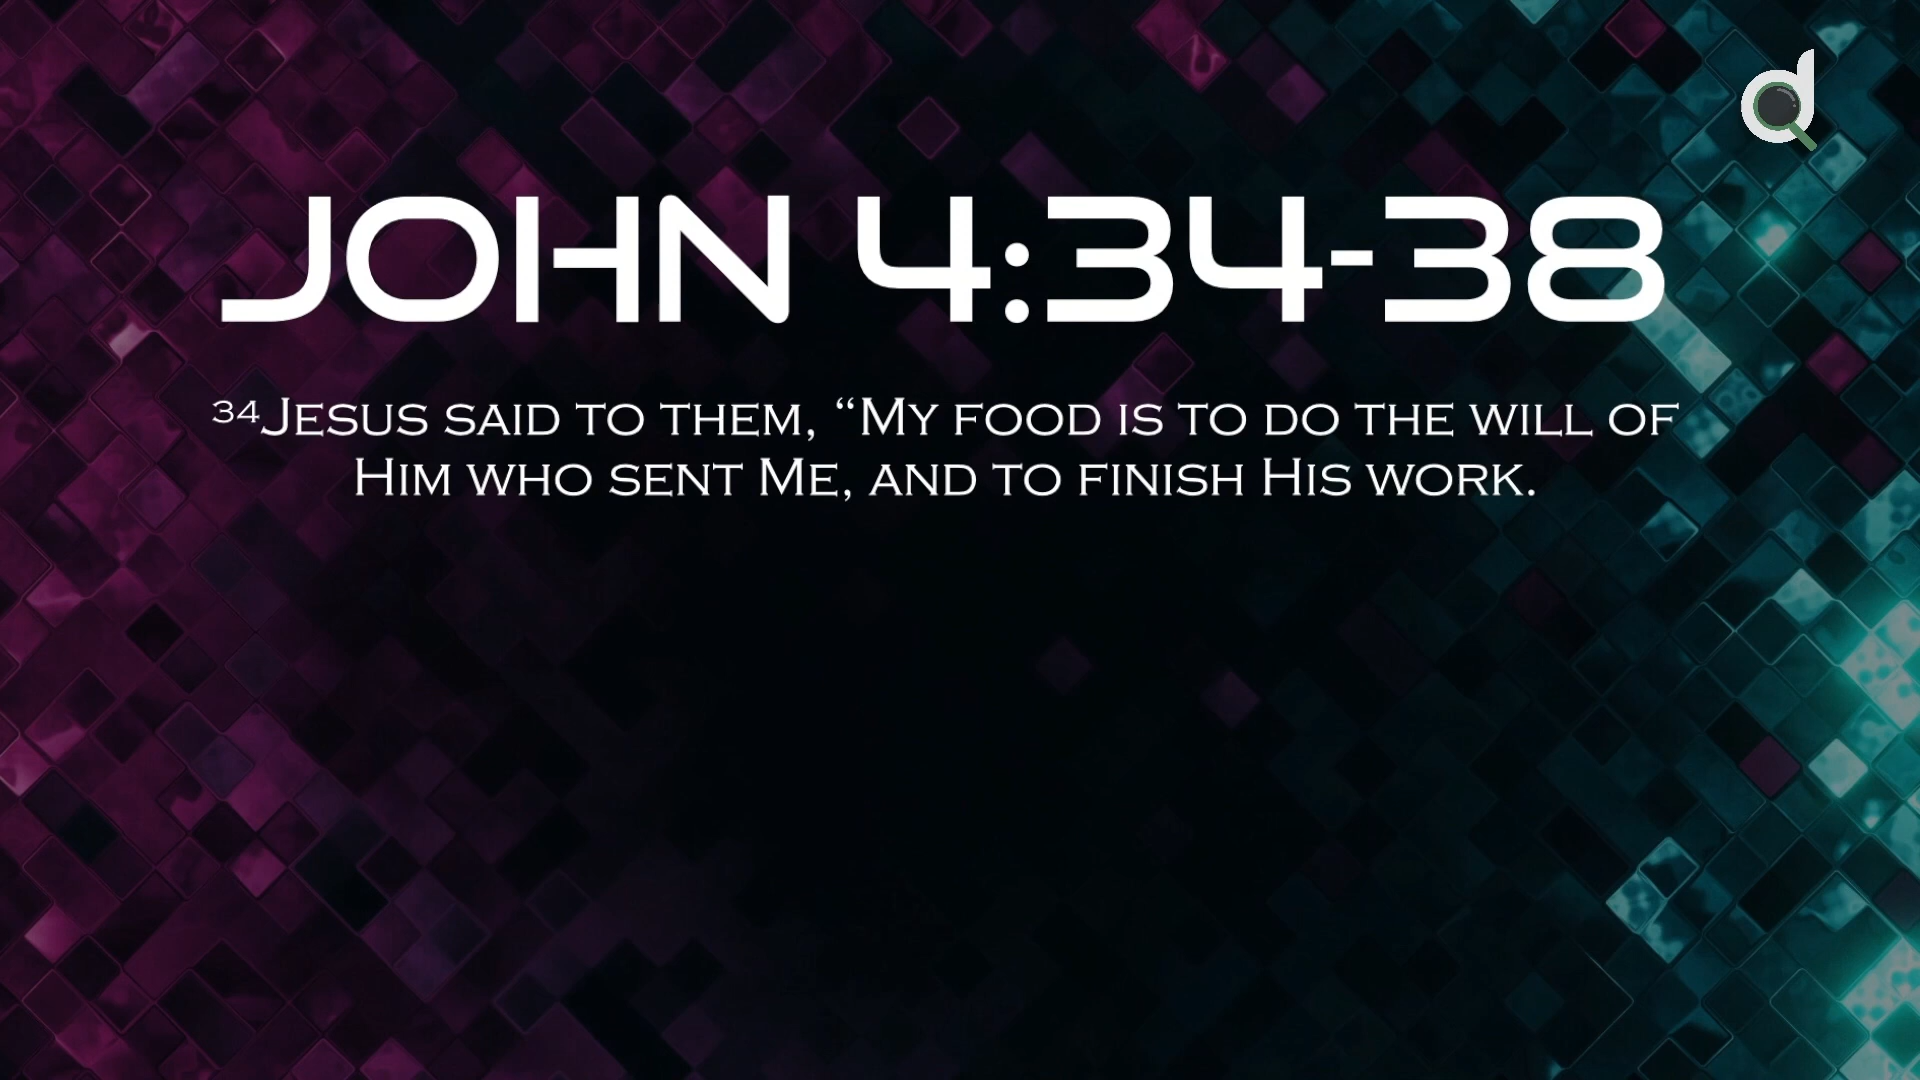 JOHN 4:34-38
³⁴Jesus said to them, “My food is to do the will of
Him who sent Me, and to finish His work.